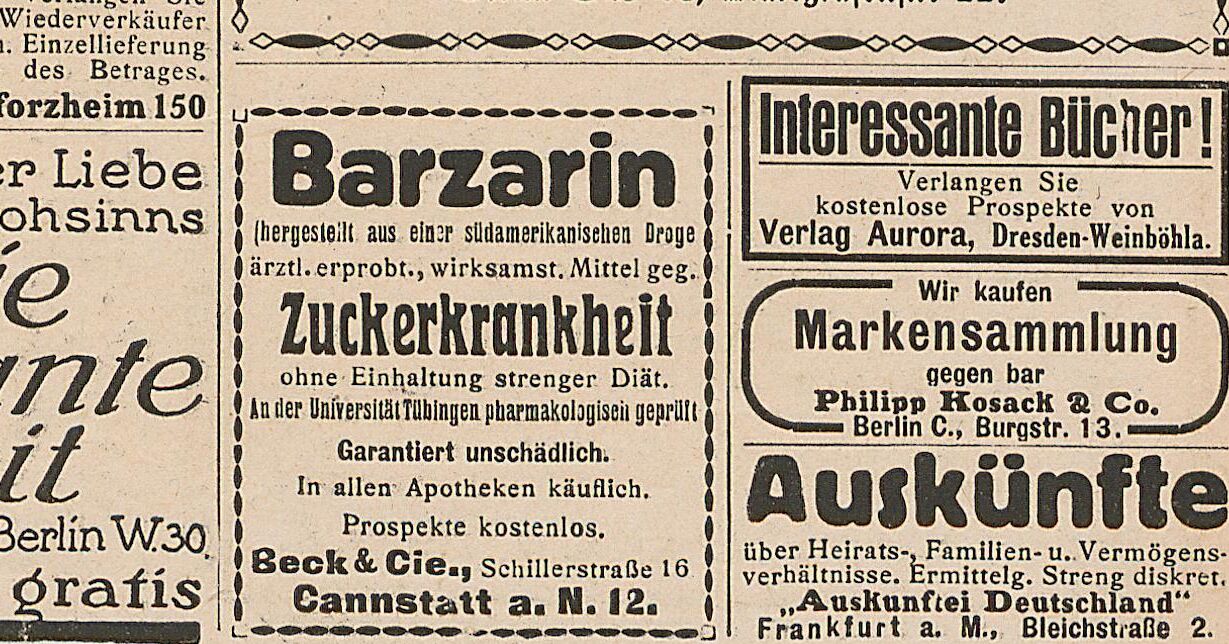 Wiederverkäufer
Einzellieferung
des Betrages.
forzheim 150
er Liebe
ohsinns
ie
ante
it
Berlin W.30
gratis
Barzarin
(hergestellt aus einer südamerikanischen Droge
ärztl. erprobt., wirksamst. Mittel geg.
Zuckerkrankheit
ohne Einhaltung strenger Diät.
An der Universität Tübingen pharmakologisch geprüft
Garantiert unschädlich.
In allen Apotheken käuflich.
Prospekte kostenlos.
Beck & Cie., Schillerstraße 16
Cannstatt a. N. 12.
Interessante Bücher!
Verlangen Sie
kostenlose Prospekte von
Verlag Aurora, Dresden-Weinböhla.
Wir kaufen
Markensammlung
gegen bar
Philipp Kosack & Co.
Berlin C., Burgstr. 13.
Auskünfte
über Heirats-, Familien- u. Vermögens-
verhältnisse. Ermittelg. Streng diskret.
„Auskunftei Deutschland“
Frankfurt a. M., Bleichstraße 2.